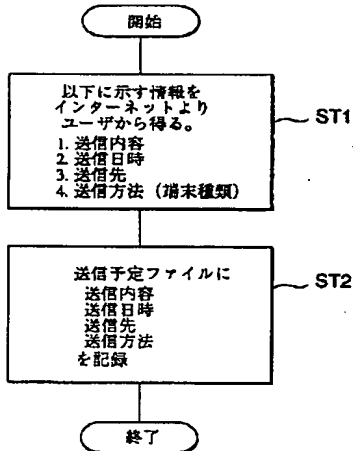 開始
以下に示す情報を
インターネットより
ユーザから得る。
1. 送信内容
2. 送信日時
3. 送信先
4. 送信方法（端末種類）
ST1
送信予定ファイルに
送信内容
送信日時
送信先
送信方法
を記録
ST2
終了